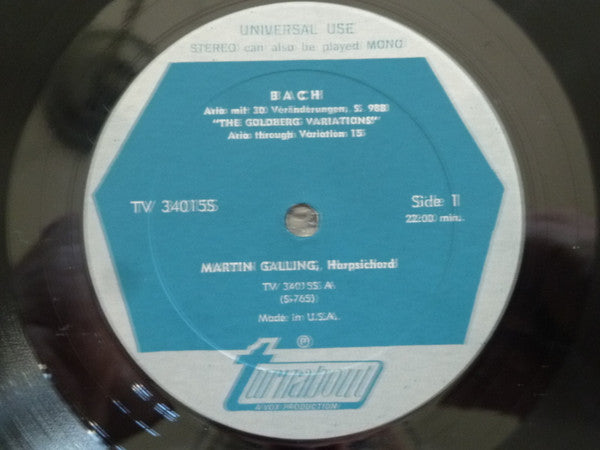 UNIVERSAL USE
STEREO can also be played MONO
BACH
Aria mit 30 Veränderungen, S. 988
"THE GOLDBERG VARIATIONS"
Aria through Variation 15
TV 34015S
Side 1
22:00 min.
MARTIN GALLING, Harpsichord
TV 34015S A
(S-765)
Made in U.S.A.
℗
turnabout
A VOX PRODUCTION